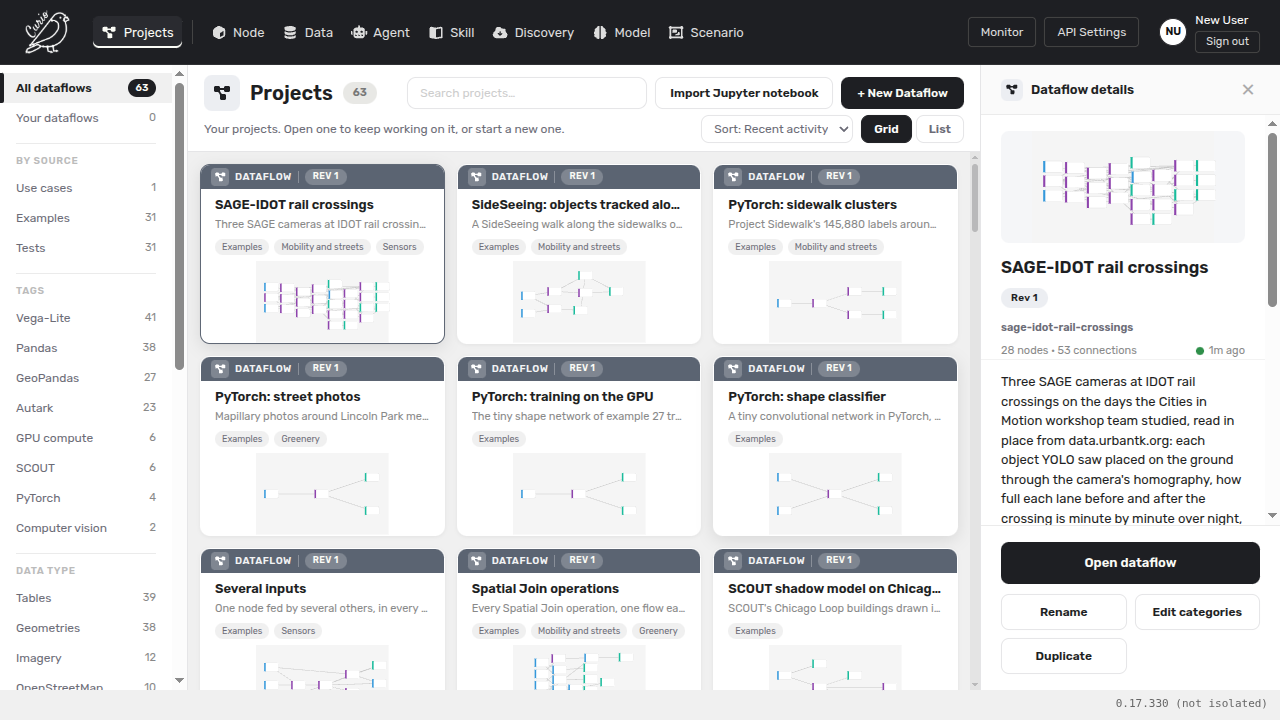 Curio
Projects
Node
Data
Agent
Skill
Discovery
Model
Scenario
Monitor
API Settings
NU
New User
Sign out
All dataflows 63
Your dataflows 0
BY SOURCE
Use cases 1
Examples 31
Tests 31
TAGS
Vega-Lite 41
Pandas 38
GeoPandas 27
Autark 23
GPU compute 6
SCOUT 6
PyTorch 4
Computer vision 2
DATA TYPE
Tables 39
Geometries 38
Imagery 12
OpenStreetMap 10
Projects 63
Search projects...
Import Jupyter notebook
+ New Dataflow
Your projects. Open one to keep working on it, or start a new one.
Sort: Recent activity
Grid
List
DATAFLOW REV 1
SAGE-IDOT rail crossings
Three SAGE cameras at IDOT rail crossin...
Examples Mobility and streets Sensors
DATAFLOW REV 1
SideSeeing: objects tracked alo...
A SideSeeing walk along the sidewalks o...
Examples Mobility and streets
DATAFLOW REV 1
PyTorch: sidewalk clusters
Project Sidewalk's 145,880 labels aroun...
Examples Mobility and streets
DATAFLOW REV 1
PyTorch: street photos
Mapillary photos around Lincoln Park me...
Examples Greenery
DATAFLOW REV 1
PyTorch: training on the GPU
The tiny shape network of example 27 tr...
Examples
DATAFLOW REV 1
PyTorch: shape classifier
A tiny convolutional network in PyTorch, ...
Examples
DATAFLOW REV 1
Several inputs
One node fed by several others, in every ...
Examples Sensors
DATAFLOW REV 1
Spatial Join operations
Every Spatial Join operation, one flow ea...
Examples Mobility and streets Greenery
DATAFLOW REV 1
SCOUT shadow model on Chicag...
SCOUT's Chicago Loop buildings drawn i...
Examples
Dataflow details
SAGE-IDOT rail crossings
Rev 1
sage-idot-rail-crossings
28 nodes • 53 connections 1m ago
Three SAGE cameras at IDOT rail
crossings on the days the Cities in
Motion workshop team studied, read in
place from data.urbantk.org: each
object YOLO saw placed on the ground
through the camera's homography, how
full each lane before and after the
crossing is minute by minute over night,
Open dataflow
Rename
Edit categories
Duplicate
0.17.330 (not isolated)